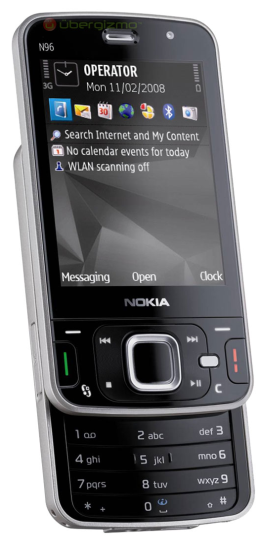 übergizmo
N96
OPERATOR
3G Mon 11/02/2008
31
Search Internet and My Content
No calendar events for today
WLAN scanning off
Messaging Open Clock
NOKIA
C
1 2 abc def 3
4 ghi 5 jkl mno 6
7 pqrs 8 tuv wxyz 9
* + 0 #